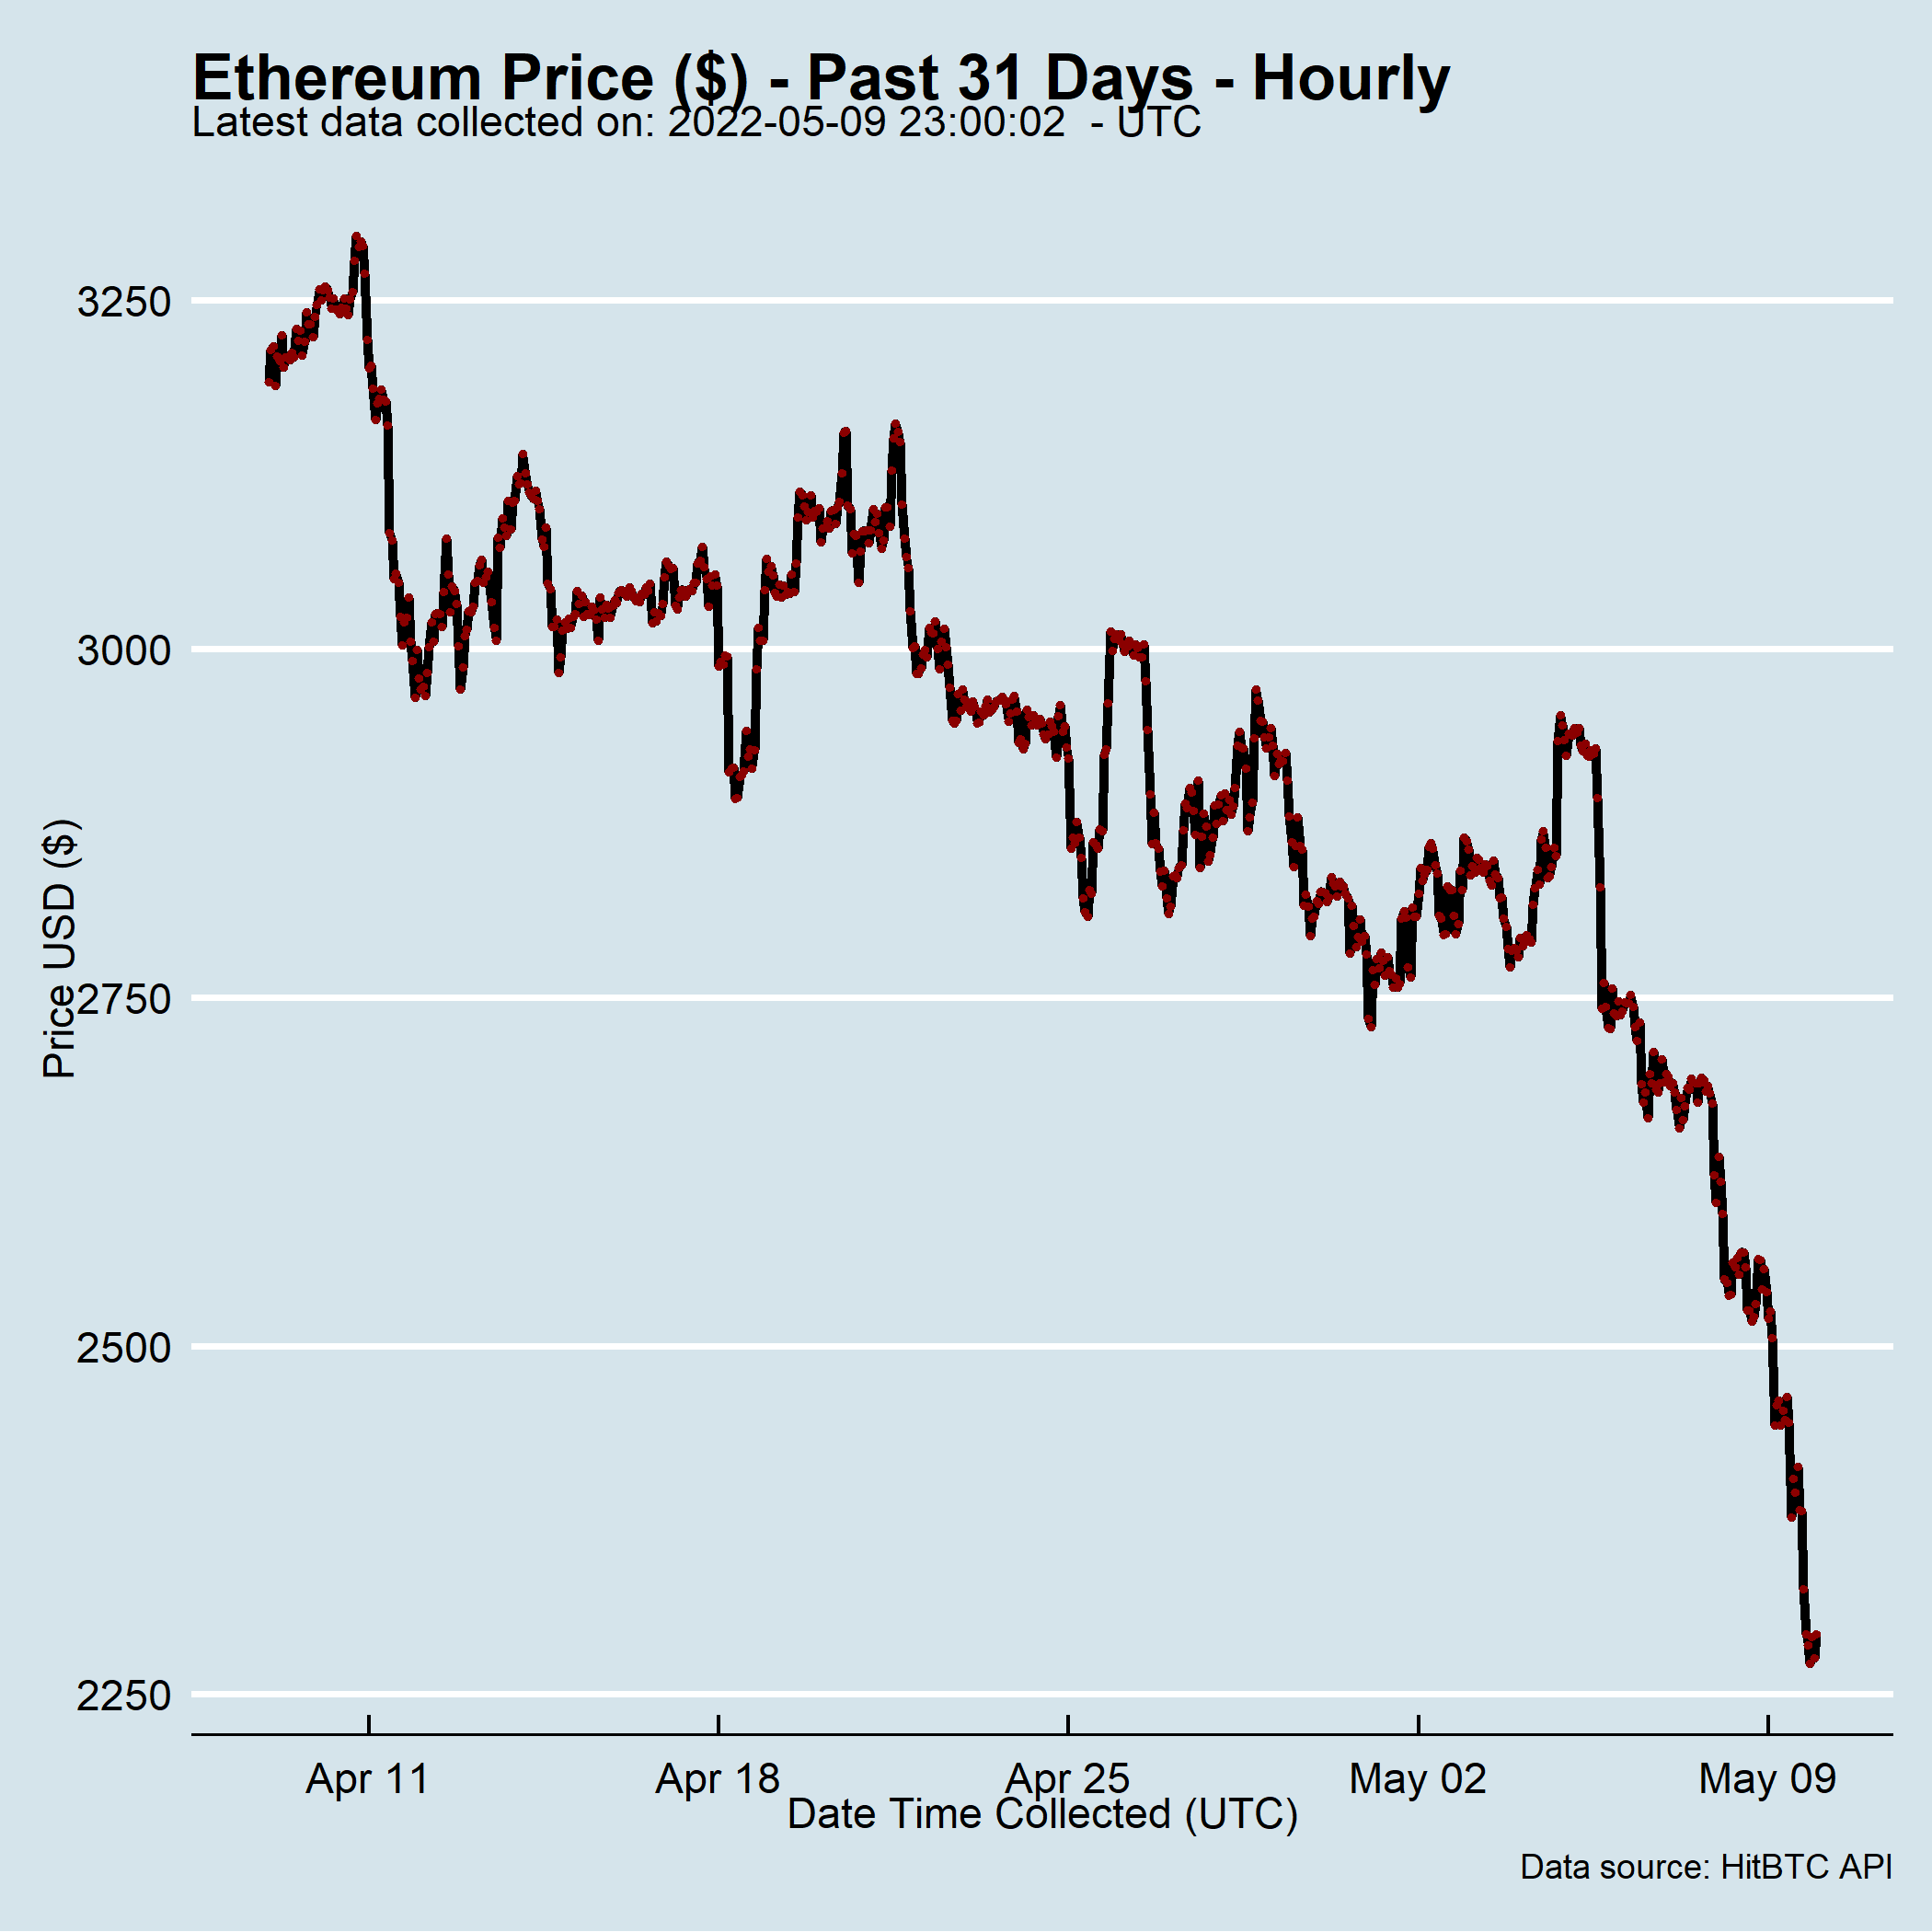 Ethereum Price ($) - Past 31 Days - Hourly
Latest data collected on: 2022-05-09 23:00:02  - UTC
Price USD ($)
3250
3000
2750
2500
2250
Apr 11
Apr 18
Apr 25
May 02
May 09
Date Time Collected (UTC)
Data source: HitBTC API